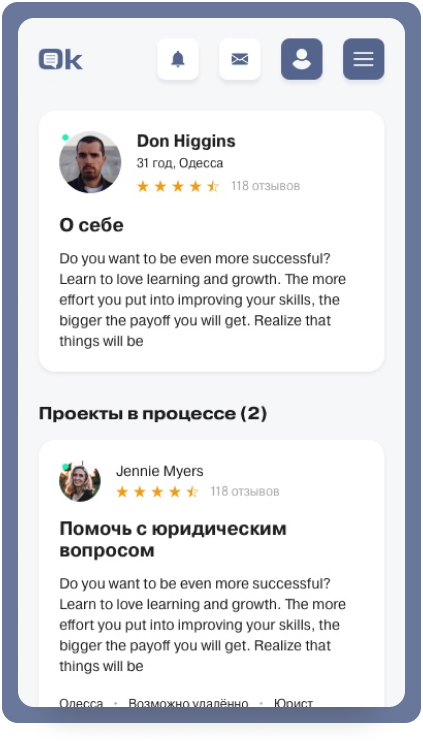 Ok
Don Higgins
31 год, Одесса
118 отзывов
О себе
Do you want to be even more successful?
Learn to love learning and growth. The more
effort you put into improving your skills, the
bigger the payoff you will get. Realize that
things will be
Проекты в процессе (2)
Jennie Myers
118 отзывов
Помочь с юридическим
вопросом
Do you want to be even more successful?
Learn to love learning and growth. The more
effort you put into improving your skills, the
bigger the payoff you will get. Realize that
things will be
Одесса • Возможно удалённо • Юрист